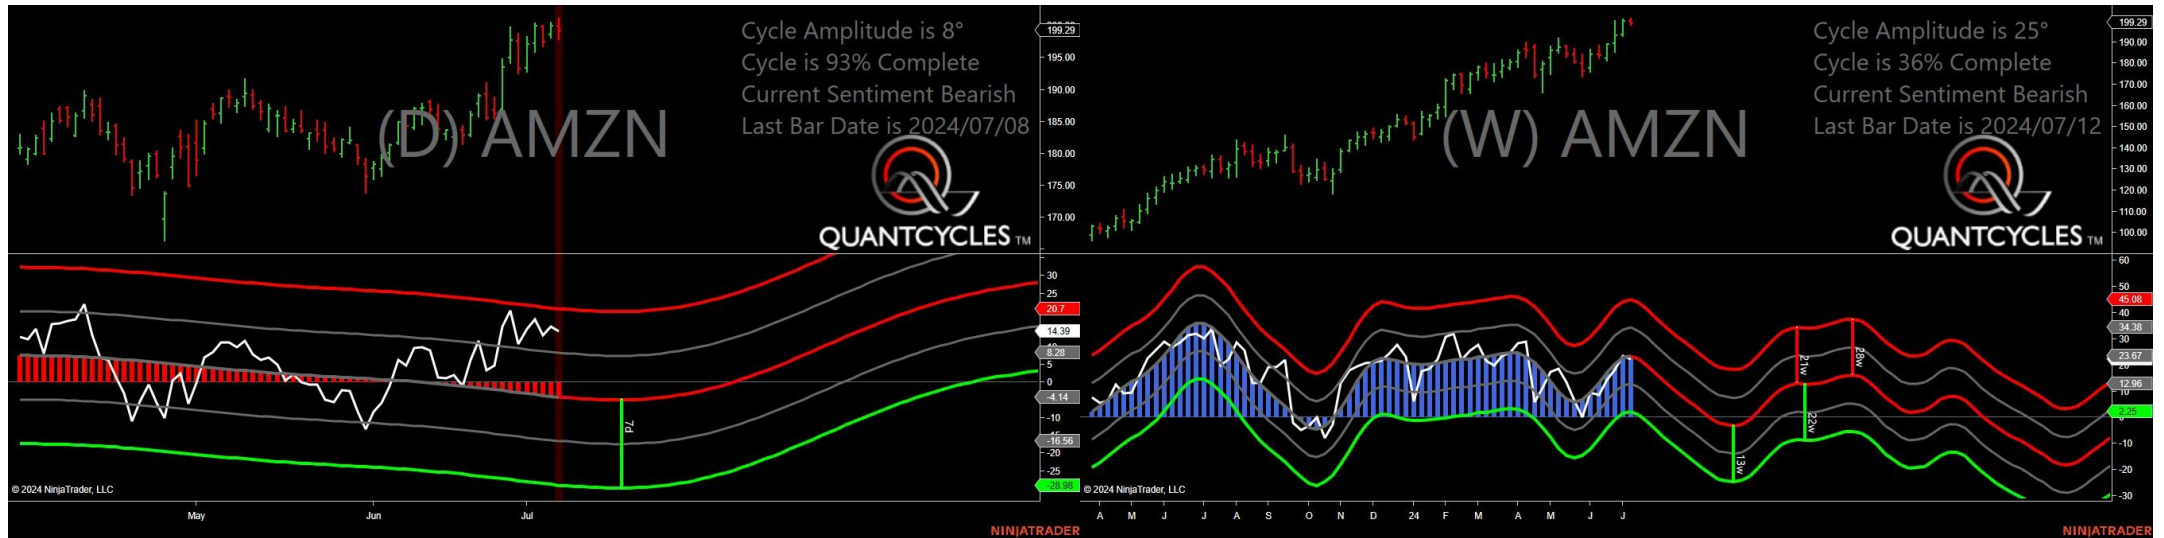 Cycle Amplitude is 8°
Cycle is 93% Complete
Current Sentiment Bearish
Last Bar Date is 2024/07/08
(D) AMZN
QUANTCYCLES TM
199.29
195.00
190.00
185.00
180.00
175.00
170.00
30
25
20.7
14.39
8.28
5
0
-4.14
-10
-16.56
-20
-25
-28.98
7d
© 2024 NinjaTrader, LLC
May Jun Jul
NINJATRADER
Cycle Amplitude is 25°
Cycle is 36% Complete
Current Sentiment Bearish
Last Bar Date is 2024/07/12
(W) AMZN
QUANTCYCLES TM
199.29
190.00
180.00
170.00
160.00
150.00
140.00
130.00
120.00
110.00
100.00
60
50
45.08
40
34.38
30
23.67
20
12.96
2.25
-10
-20
-30
21w
28w
22w
13w
© 2024 NinjaTrader, LLC
A M J J A S O N D 24 F M A M J J
NINJATRADER